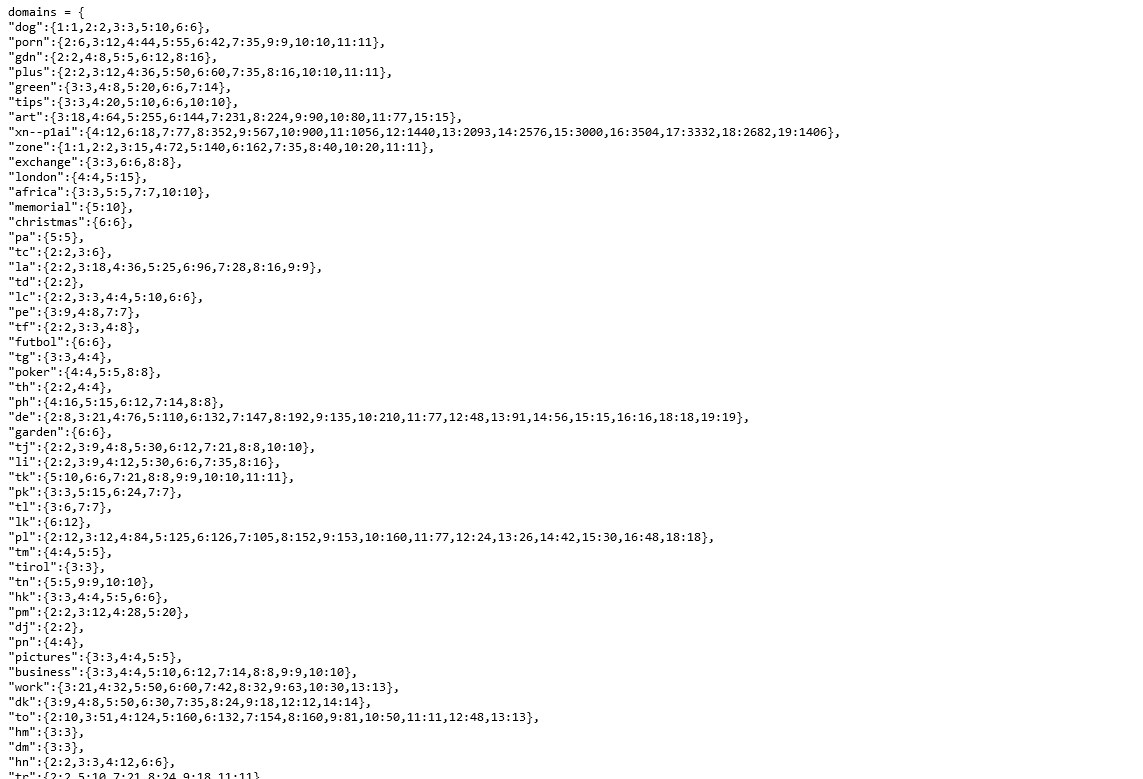 domains = {
"dog":{1:1,2:2,3:3,5:10,6:6},
"porn":{2:6,3:12,4:44,5:55,6:42,7:35,9:9,10:10,11:11},
"gdn":{2:2,4:8,5:5,6:12,8:16},
"plus":{2:2,3:12,4:36,5:50,6:60,7:35,8:16,10:10,11:11},
"green":{3:3,4:8,5:20,6:6,7:14},
"tips":{3:3,4:20,5:10,6:6,10:10},
"art":{3:18,4:64,5:255,6:144,7:231,8:224,9:90,10:80,11:77,15:15},
"xn--p1ai":{4:12,6:18,7:77,8:352,9:567,10:900,11:1056,12:1440,13:2093,14:2576,15:3000,16:3504,17:3332,18:2682,19:1406},
"zone":{1:1,2:2,3:15,4:72,5:140,6:162,7:35,8:40,10:20,11:11},
"exchange":{3:3,6:6,8:8},
"london":{4:4,5:15},
"africa":{3:3,5:5,7:7,10:10},
"memorial":{5:10},
"christmas":{6:6},
"pa":{5:5},
"tc":{2:2,3:6},
"la":{2:2,3:18,4:36,5:25,6:96,7:28,8:16,9:9},
"td":{2:2},
"lc":{2:2,3:3,4:4,5:10,6:6},
"pe":{3:9,4:8,7:7},
"tf":{2:2,3:3,4:8},
"futbol":{6:6},
"tg":{3:3,4:4},
"poker":{4:4,5:5,8:8},
"th":{2:2,4:4},
"ph":{4:16,5:15,6:12,7:14,8:8},
"de":{2:8,3:21,4:76,5:110,6:132,7:147,8:192,9:135,10:210,11:77,12:48,13:91,14:56,15:15,16:16,18:18,19:19},
"garden":{6:6},
"tj":{2:2,3:9,4:8,5:30,6:12,7:21,8:8,10:10},
"li":{2:2,3:9,4:12,5:30,6:6,7:35,8:16},
"tk":{5:10,6:6,7:21,8:8,9:9,10:10,11:11},
"pk":{3:3,5:15,6:24,7:7},
"tl":{3:6,7:7},
"lk":{6:12},
"pl":{2:12,3:12,4:84,5:125,6:126,7:105,8:152,9:153,10:160,11:77,12:24,13:26,14:42,15:30,16:48,18:18},
"tm":{4:4,5:5},
"tirol":{3:3},
"tn":{5:5,9:9,10:10},
"hk":{3:3,4:4,5:5,6:6},
"pm":{2:2,3:12,4:28,5:20},
"dj":{2:2},
"pn":{4:4},
"pictures":{3:3,4:4,5:5},
"business":{3:3,4:4,5:10,6:12,7:14,8:8,9:9,10:10},
"work":{3:21,4:32,5:50,6:60,7:42,8:32,9:63,10:30,13:13},
"dk":{3:9,4:8,5:50,6:30,7:35,8:24,9:18,12:12,14:14},
"to":{2:10,3:51,4:124,5:160,6:132,7:154,8:160,9:81,10:50,11:11,12:48,13:13},
"hm":{3:3},
"dm":{3:3},
"hn":{2:2,3:3,4:12,6:6},
"tr":{2:2,5:10,7:21,8:24,9:18,11:11},